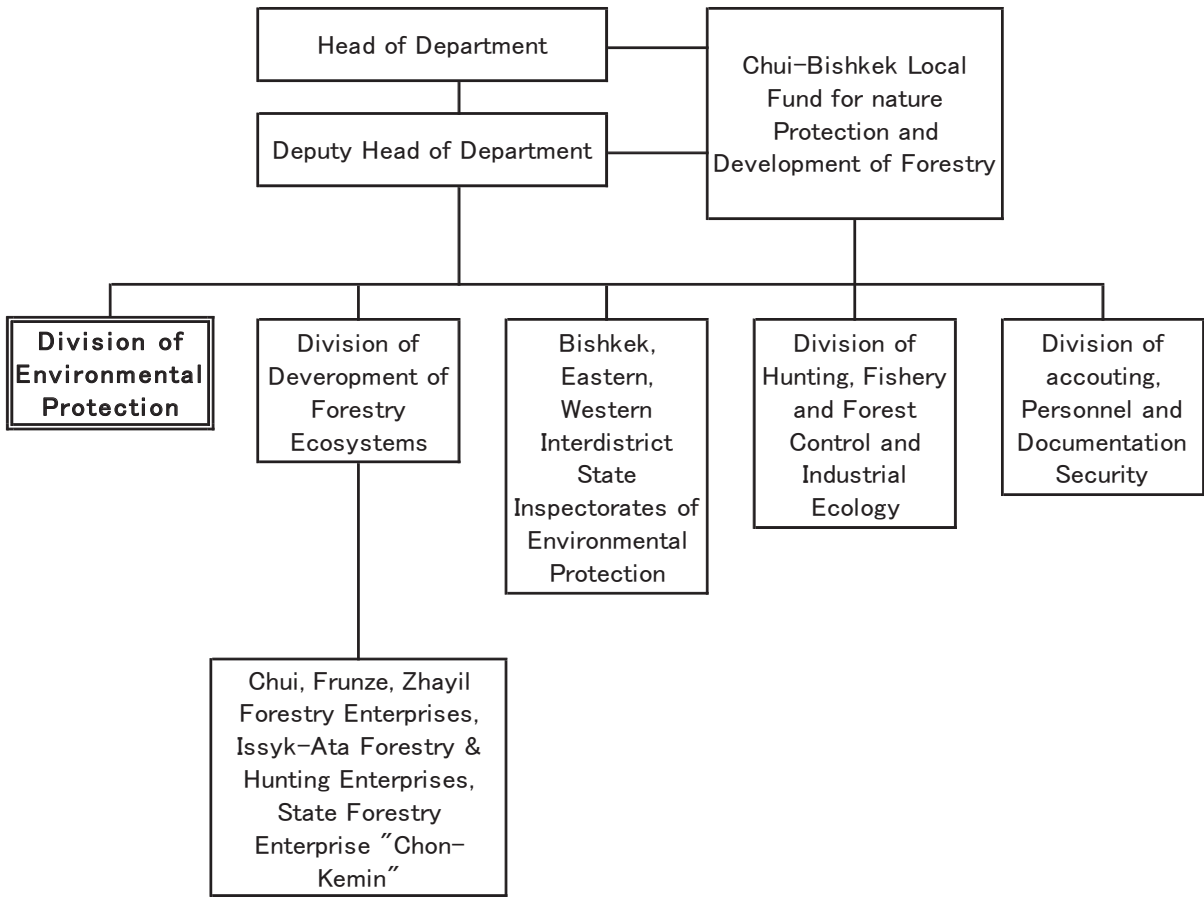 Head of Department
Chui-Bishkek Local
Fund for nature
Protection and
Development of Forestry
Deputy Head of Department
Division of
Environmental
Protection
Division of
Deveropment of
Forestry
Ecosystems
Bishkek,
Eastern,
Western
Interdistrict
State
Inspectorates of
Environmental
Protection
Division of
Hunting, Fishery
and Forest
Control and
Industrial
Ecology
Division of
accouting,
Personnel and
Documentation
Security
Chui, Frunze, Zhayil
Forestry Enterprises,
Issyk-Ata Forestry &
Hunting Enterprises,
State Forestry
Enterprise "Chon-
Kemin"